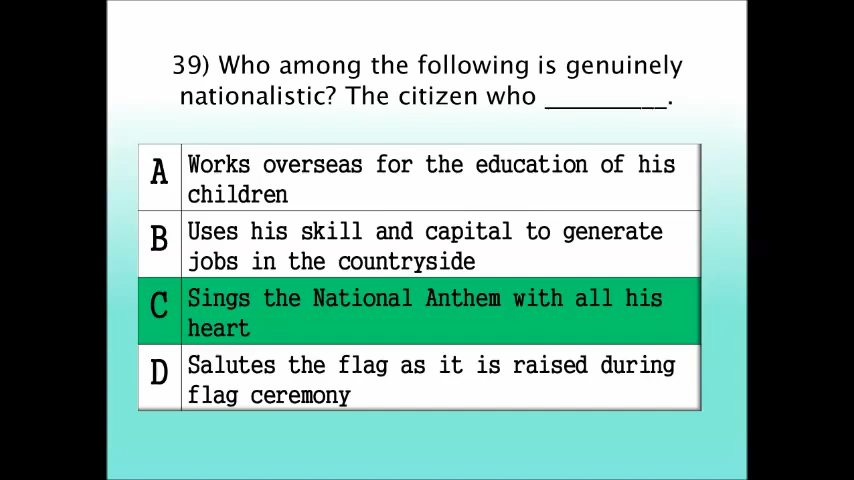 39) Who among the following is genuinely
nationalistic? The citizen who __________.
A
Works overseas for the education of his
children
B
Uses his skill and capital to generate
jobs in the countryside
C
Sings the National Anthem with all his
heart
D
Salutes the flag as it is raised during
flag ceremony